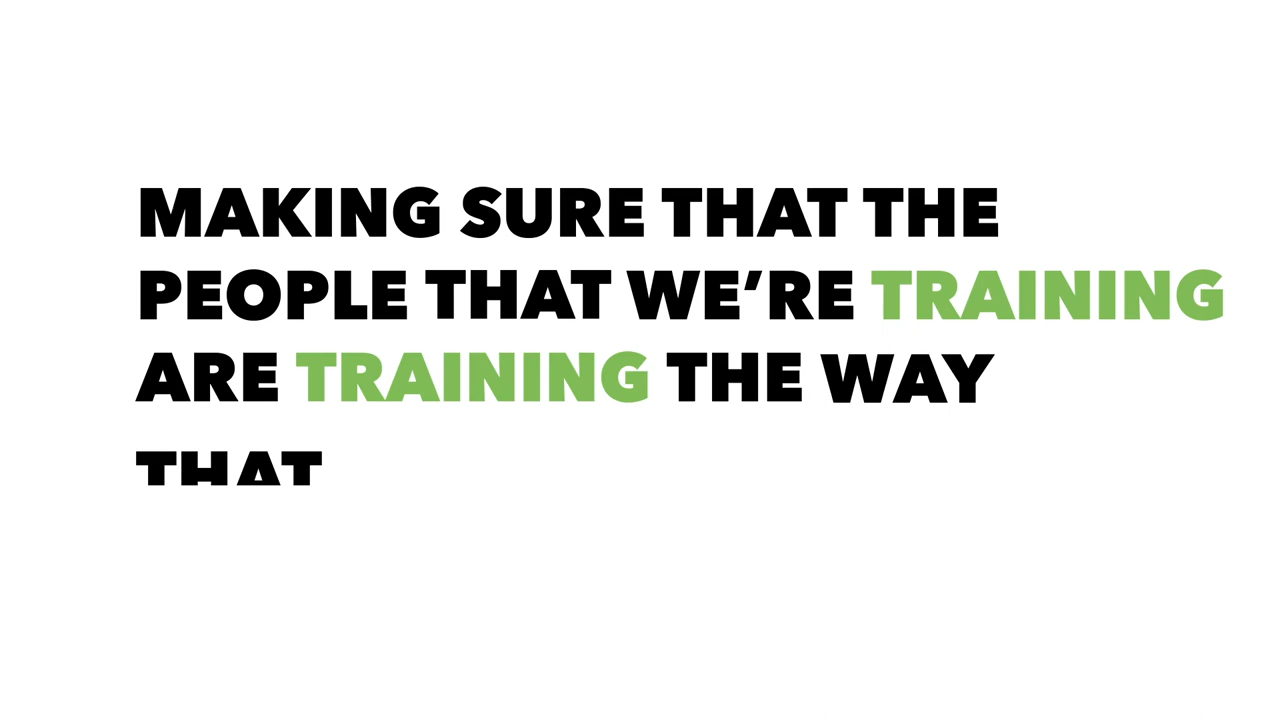 MAKING SURE THAT THE
PEOPLE THAT WE’RE TRAINING
ARE TRAINING THE WAY
THAT